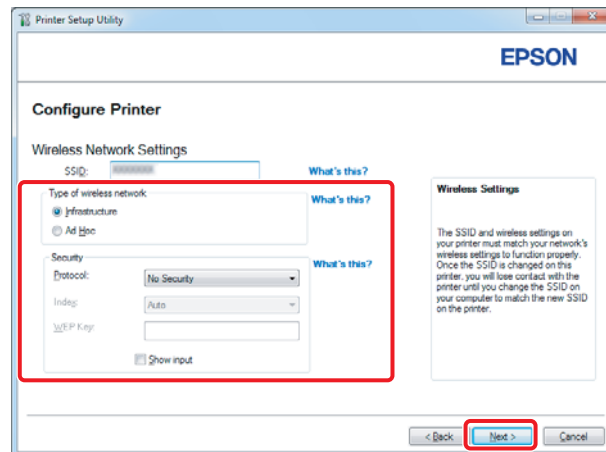 Printer Setup Utility
EPSON
Configure Printer
Wireless Network Settings
SSID:
What's this?
Type of wireless network
What's this?
Infrastructure
Ad Hoc
Security
What's this?
Protocol:
No Security
Index:
Auto
WEP Key:
Show input
Wireless Settings
The SSID and wireless settings on
your printer must match your network's
wireless settings to function properly.
Once the SSID is changed on this
printer, you will lose contact with the
printer until you change the SSID on
your computer to match the new SSID
on the printer.
< Back
Next >
Cancel